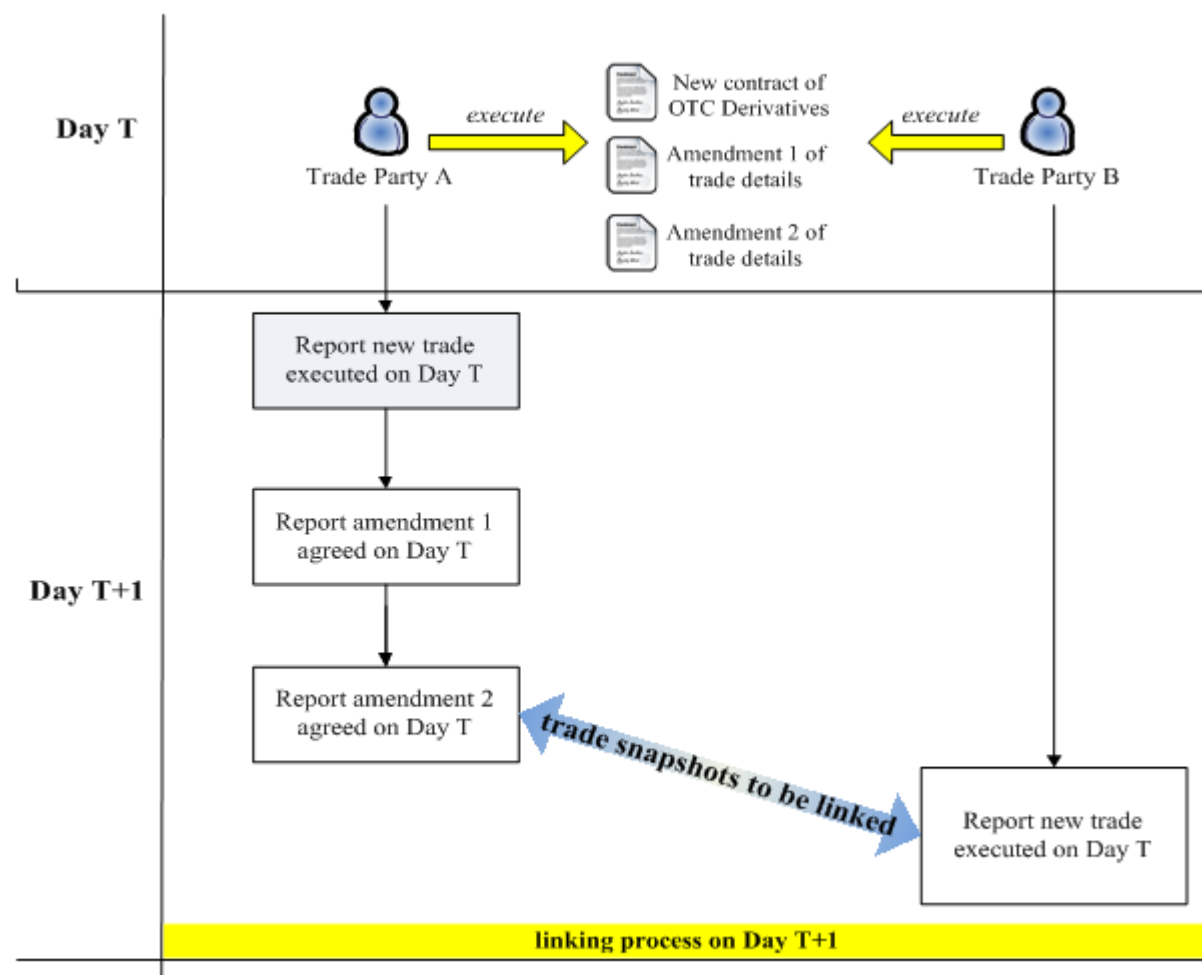 Day T
Trade Party A
execute
New contract of
OTC Derivatives
Amendment 1 of
trade details
Amendment 2 of
trade details
execute
Trade Party B
Day T+1
Report new trade
executed on Day T
Report amendment 1
agreed on Day T
Report amendment 2
agreed on Day T
trade snapshots to be linked
Report new trade
executed on Day T
linking process on Day T+1